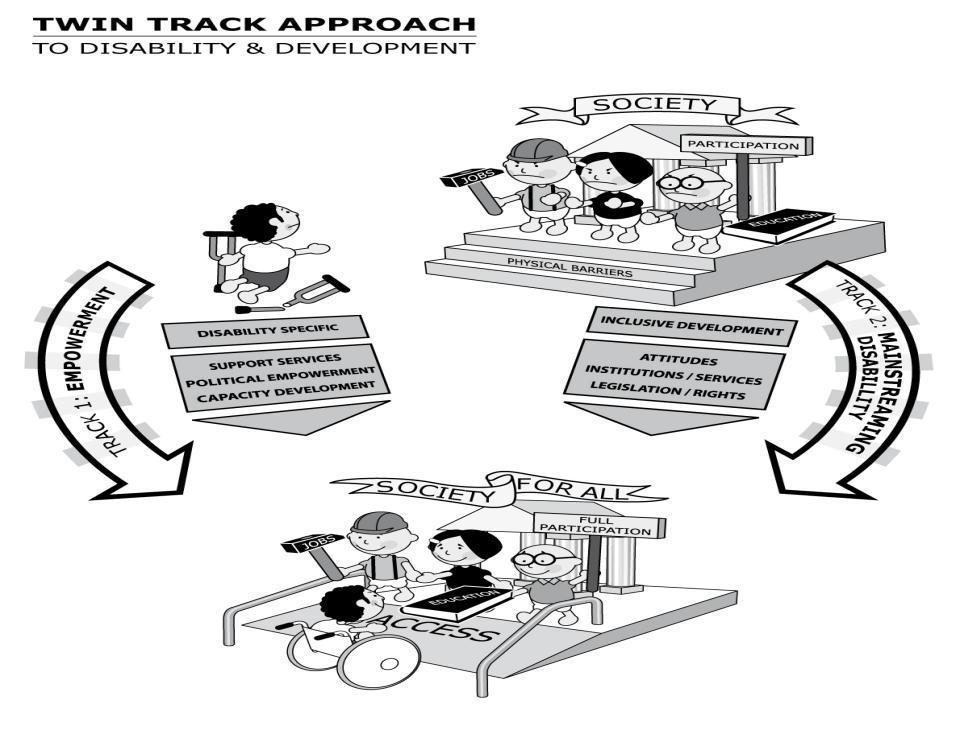 TWIN TRACK APPROACH
TO DISABILITY & DEVELOPMENT
SOCIETY
PARTICIPATION
JOBS
EDUCATION
PHYSICAL BARRIERS
TRACK 1: EMPOWERMENT
DISABILITY SPECIFIC
SUPPORT SERVICES
POLITICAL EMPOWERMENT
CAPACITY DEVELOPMENT
INCLUSIVE DEVELOPMENT
ATTITUDES
INSTITUTIONS / SERVICES
LEGISLATION / RIGHTS
TRACK 2: MAINSTREAMING
DISABILITY
SOCIETY FOR ALL
FULL
PARTICIPATION
JOBS
EDUCATION
ACCESS